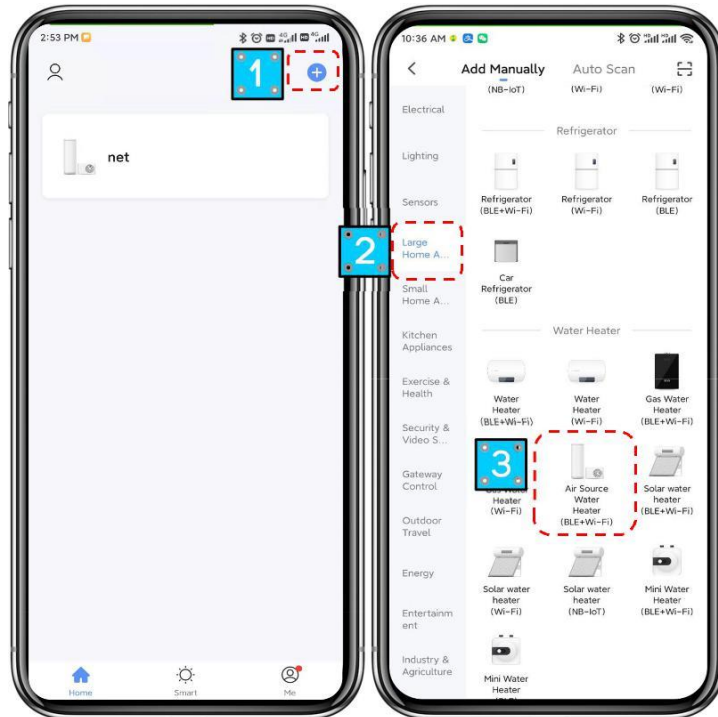 2:53 PM
1
net
Home
Smart
Me
10:36 AM
Add Manually
Auto Scan
(NB-IoT)
(Wi-Fi)
(Wi-Fi)
Electrical
Lighting
Sensors
2
Large
Home A...
Small
Home A...
Kitchen
Appliances
Exercise &
Health
Security &
Video S...
Gateway
Control
Outdoor
Travel
Energy
Entertainm
ent
Industry &
Agriculture
Refrigerator
Refrigerator
(BLE+Wi-Fi)
Refrigerator
(Wi-Fi)
Refrigerator
(BLE)
Car
Refrigerator
(BLE)
Water Heater
Water
Heater
(BLE+Wi-Fi)
Water
Heater
(Wi-Fi)
Gas Water
Heater
(BLE+Wi-Fi)
3
Gas Water
Heater
(Wi-Fi)
Air Source
Water
Heater
(BLE+Wi-Fi)
Solar water
heater
(BLE+Wi-Fi)
Solar water
heater
(Wi-Fi)
Solar water
heater
(NB-IoT)
Mini Water
Heater
(BLE+Wi-Fi)
Mini Water
Heater